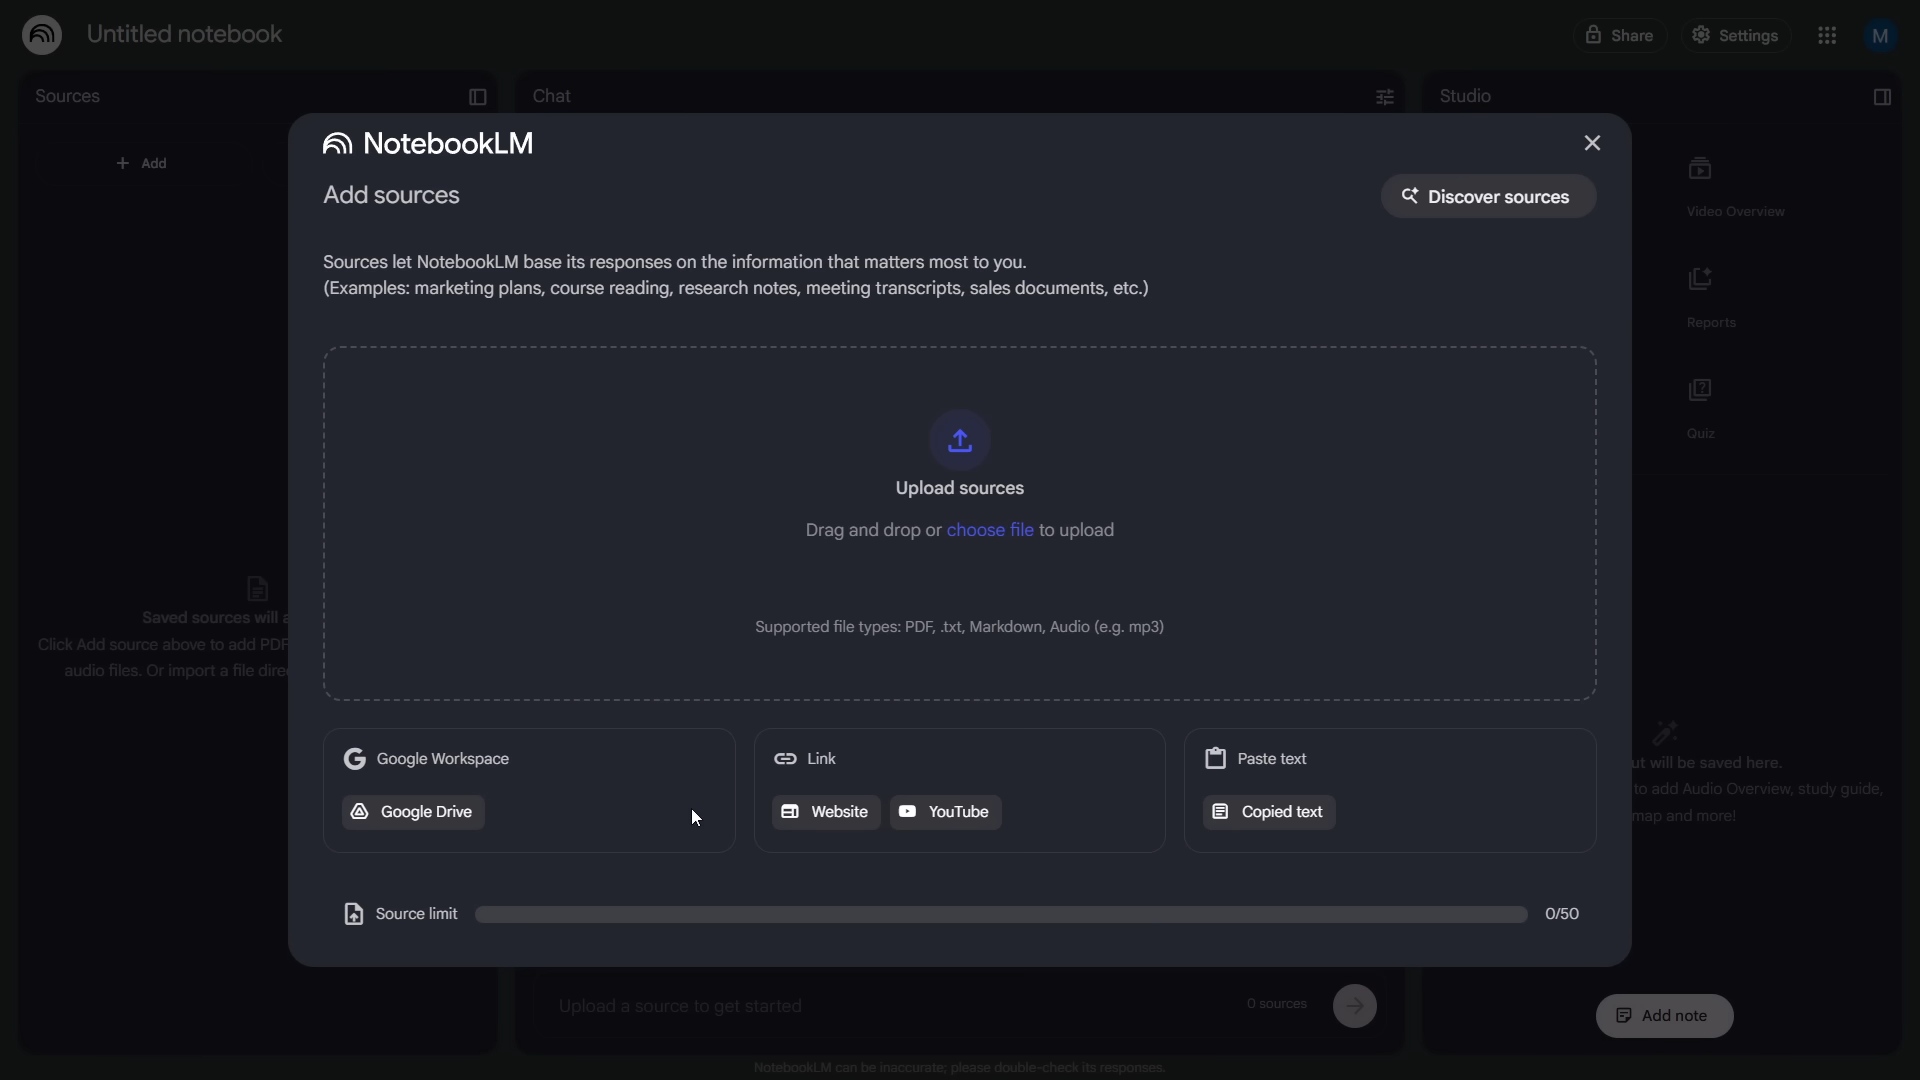 Untitled notebook
Share
Settings
M
Sources
Chat
Studio
Add
NotebookLM
Add sources
Discover sources
Video Overview
Sources let NotebookLM base its responses on the information that matters most to you.
(Examples: marketing plans, course reading, research notes, meeting transcripts, sales documents, etc.)
Reports
Quiz
Upload sources
Drag and drop or choose file to upload
Supported file types: PDF, .txt, Markdown, Audio (e.g. mp3)
Saved sources will a
Click Add source above to add PDF
audio files. Or import a file dire
Google Workspace
Google Drive
Link
Website
YouTube
Paste text
Copied text
ut will be saved here.
to add Audio Overview, study guide,
map and more!
Source limit
0/50
Upload a source to get started
0 sources
Add note
NotebookLM can be inaccurate; please double-check its responses.